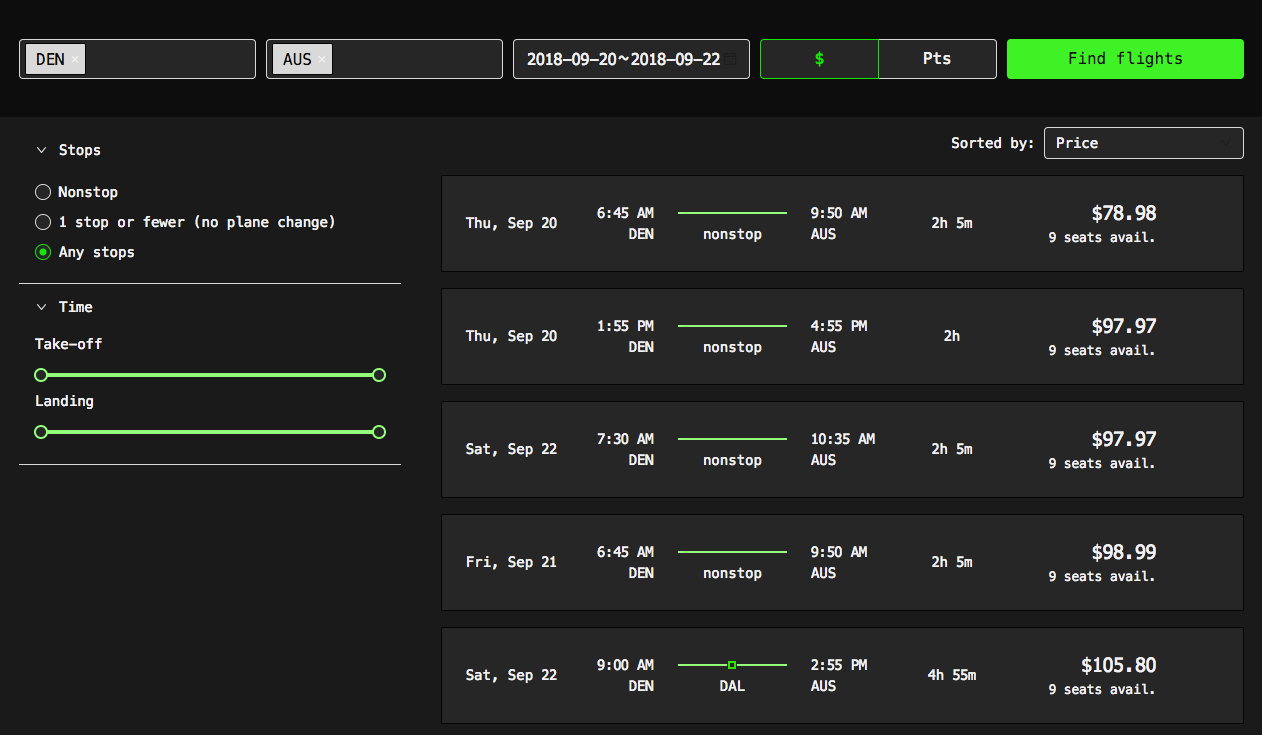 DEN × AUS × 2018-09-20~2018-09-22 $ Pts Find flights
Sorted by: Price
Stops
Nonstop
1 stop or fewer (no plane change)
Any stops
Time
Take-off
Landing
Thu, Sep 20 6:45 AM 9:50 AM 2h 5m $78.98
DEN nonstop AUS 9 seats avail.
Thu, Sep 20 1:55 PM 4:55 PM 2h $97.97
DEN nonstop AUS 9 seats avail.
Sat, Sep 22 7:30 AM 10:35 AM 2h 5m $97.97
DEN nonstop AUS 9 seats avail.
Fri, Sep 21 6:45 AM 9:50 AM 2h 5m $98.99
DEN nonstop AUS 9 seats avail.
Sat, Sep 22 9:00 AM 2:55 PM 4h 55m $105.80
DEN DAL AUS 9 seats avail.